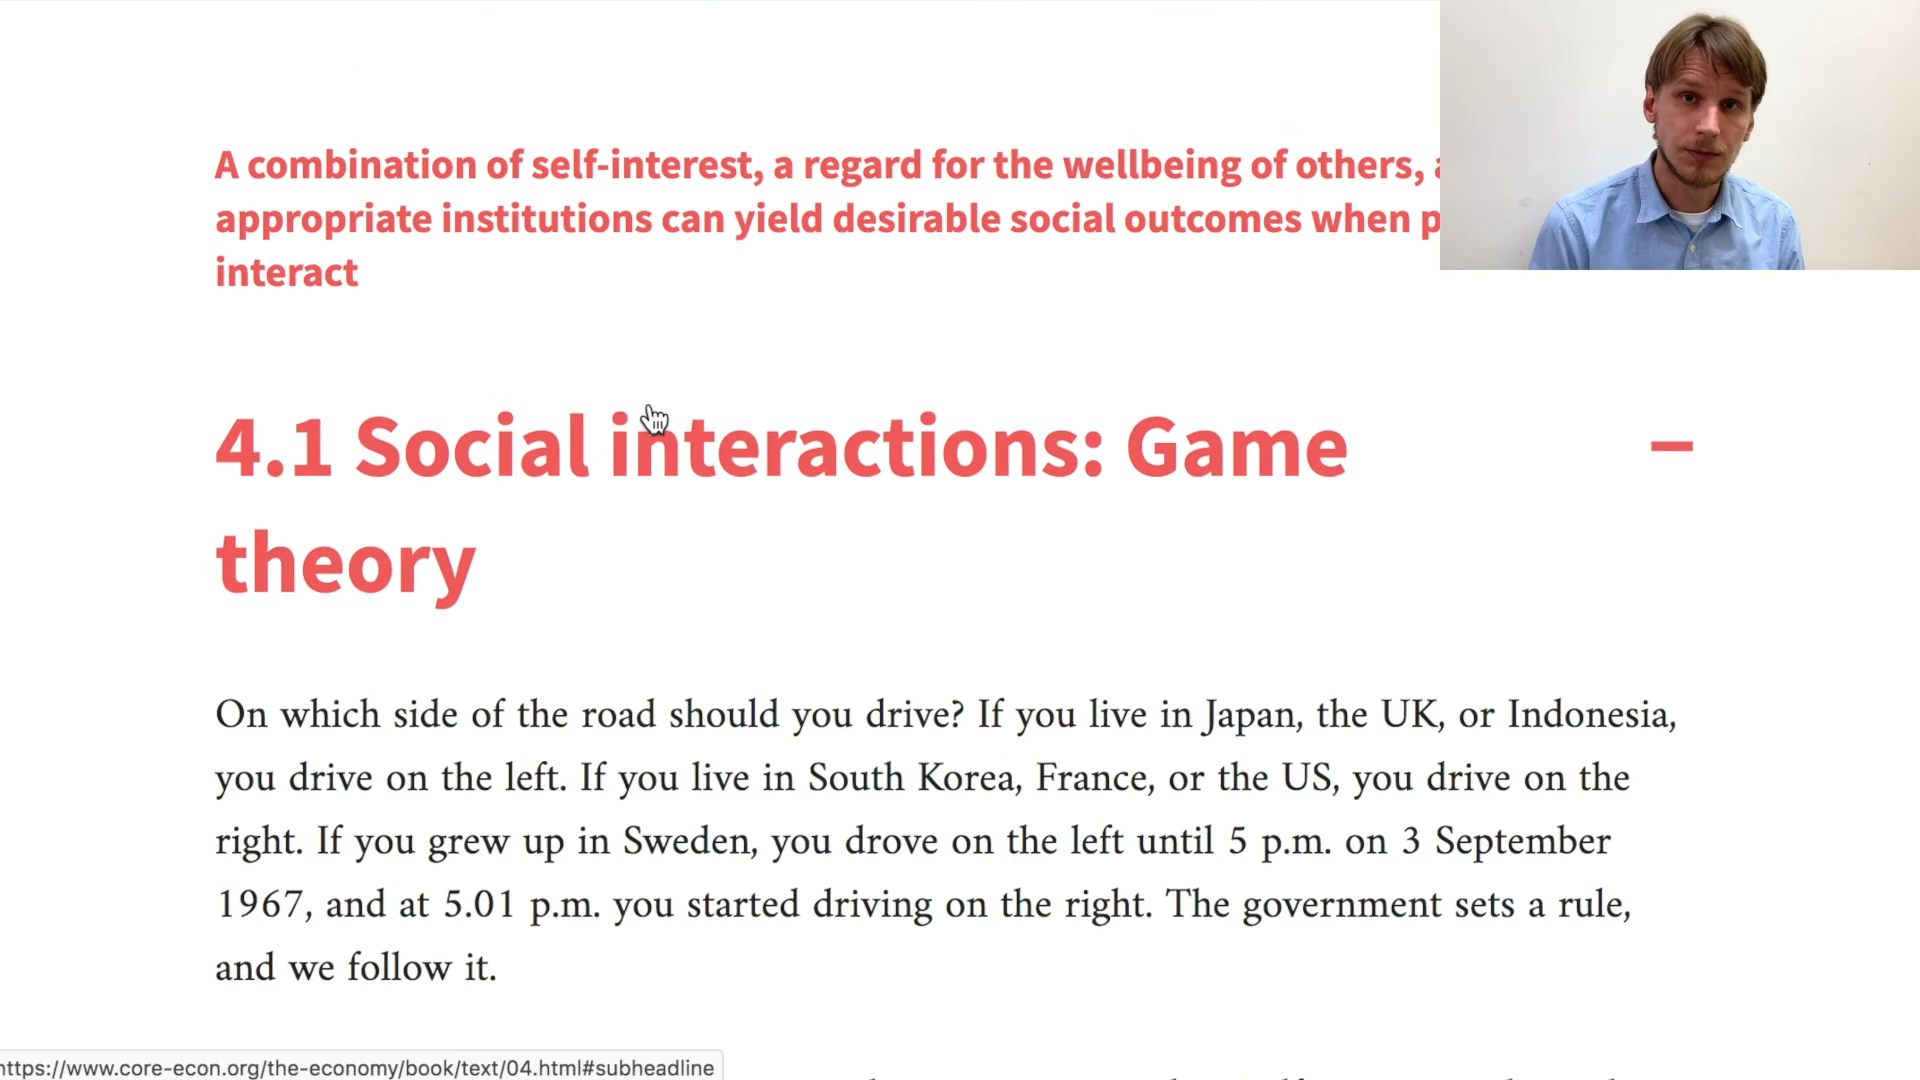 A combination of self-interest, a regard for the wellbeing of others,
appropriate institutions can yield desirable social outcomes when
interact
4.1 Social interactions: Game
theory
On which side of the road should you drive? If you live in Japan, the UK, or Indonesia,
you drive on the left. If you live in South Korea, France, or the US, you drive on the
right. If you grew up in Sweden, you drove on the left until 5 p.m. on 3 September
1967, and at 5.01 p.m. you started driving on the right. The government sets a rule,
and we follow it.
https://www.core-econ.org/the-economy/book/text/04.html#subheadline